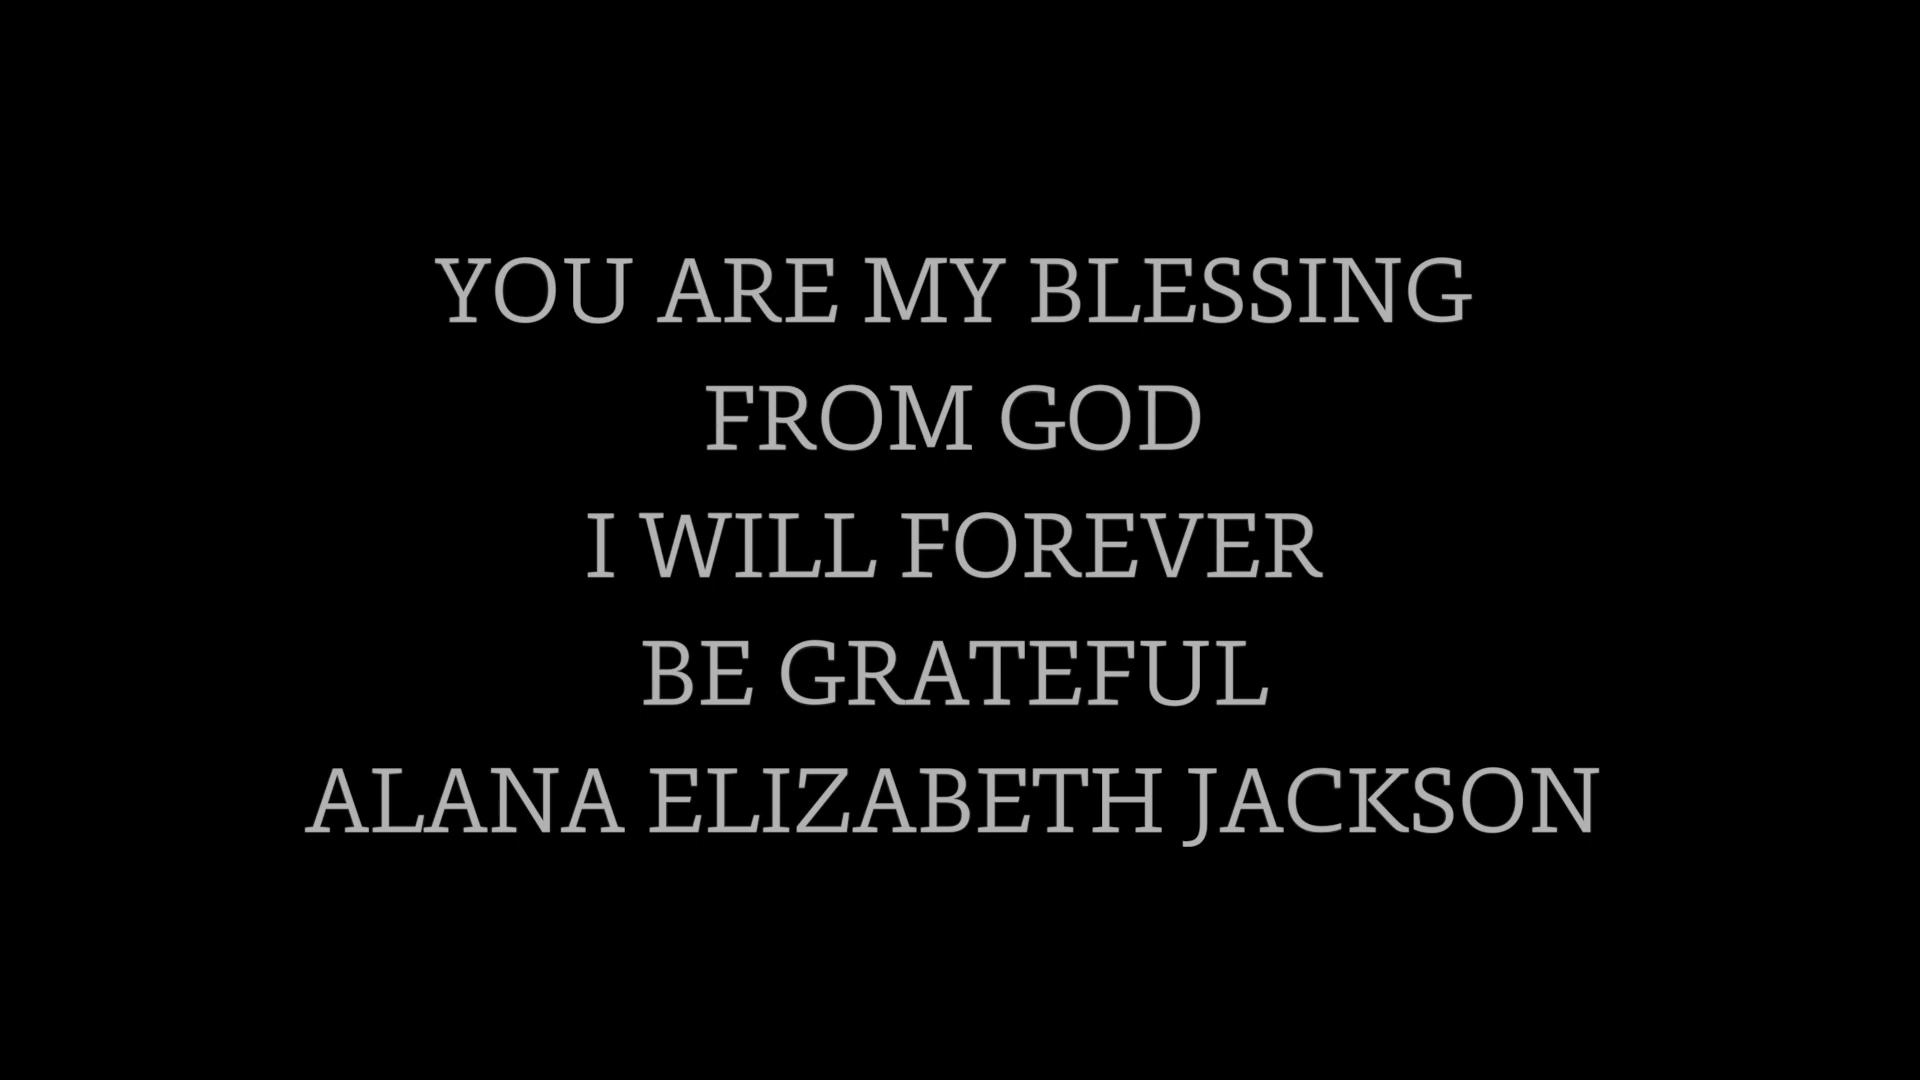 YOU ARE MY BLESSING
FROM GOD
I WILL FOREVER
BE GRATEFUL
ALANA ELIZABETH JACKSON